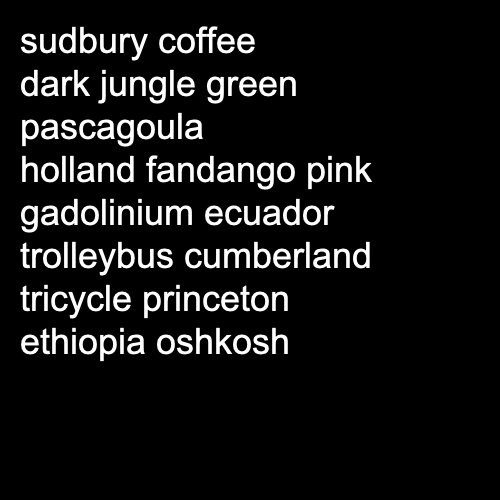 sudbury coffee
dark jungle green
pascagoula
holland fandango pink
gadolinium ecuador
trolleybus cumberland
tricycle princeton
ethiopia oshkosh